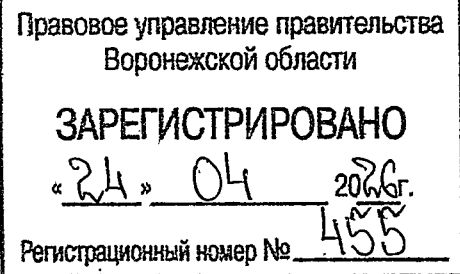 Правовое управление правительства
Воронежской области
ЗАРЕГИСТРИРОВАНО
« 24 » 04 2026г.
Регистрационный номер № 455